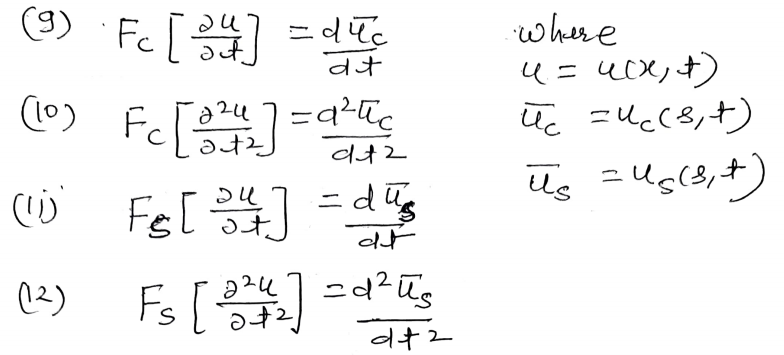 (9) F_c [∂u/∂t] = dū_c/dt
(10) F_c [∂²u/∂t²] = d²ū_c/dt²
(11) F_s [∂u/∂t] = dū_s/dt
(12) F_s [∂²u/∂t²] = d²ū_s/dt²
where
u = u(x,t)
ū_c = u_c(s,t)
ū_s = u_s(s,t)